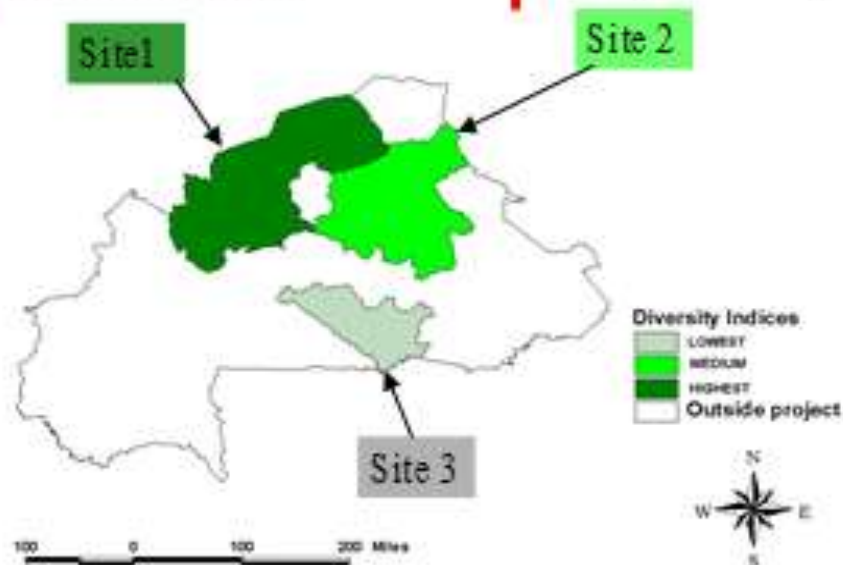 Site1
Site 2
Diversity Indices
LOWEST
MEDIUM
HIGHEST
Outside project
Site 3
N
W E
S
100 0 100 200 Miles